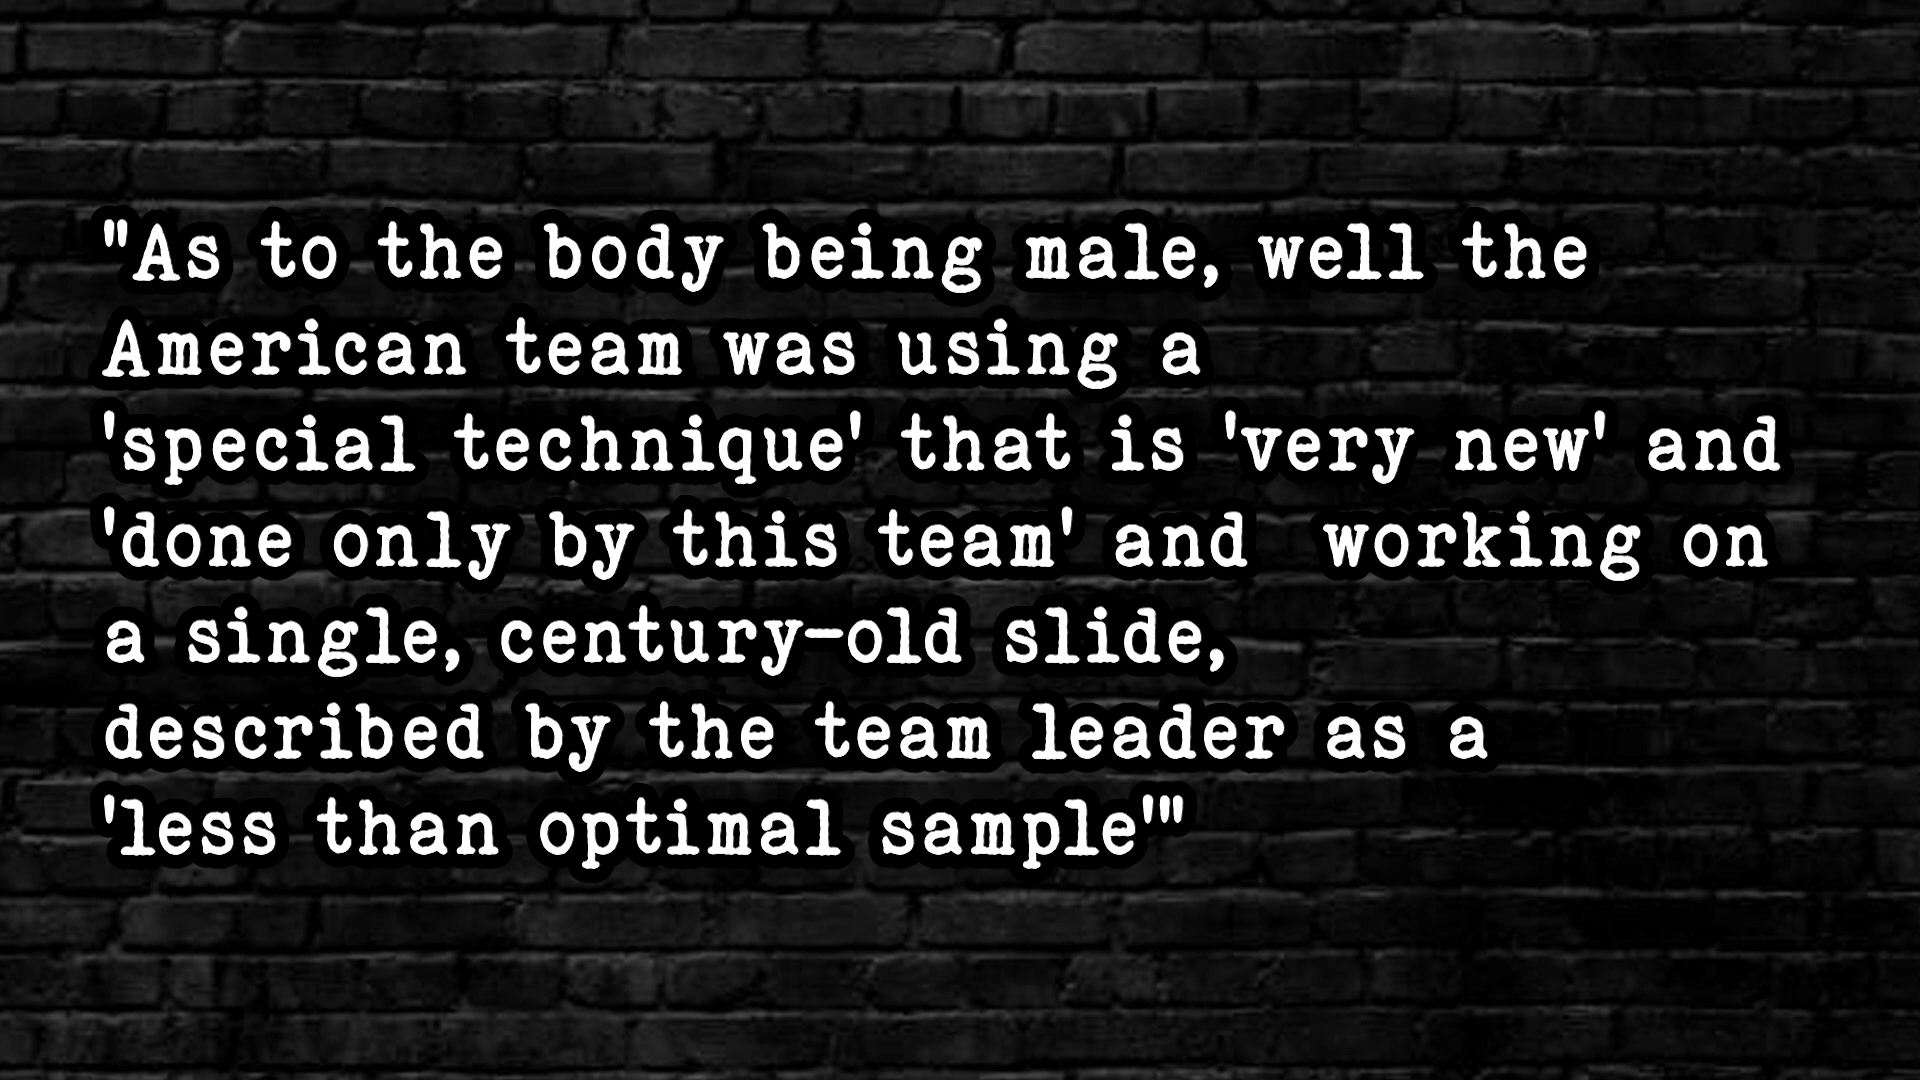 "As to the body being male, well the
American team was using a
'special technique' that is 'very new' and
'done only by this team' and  working on
a single, century-old slide,
described by the team leader as a
'less than optimal sample'"